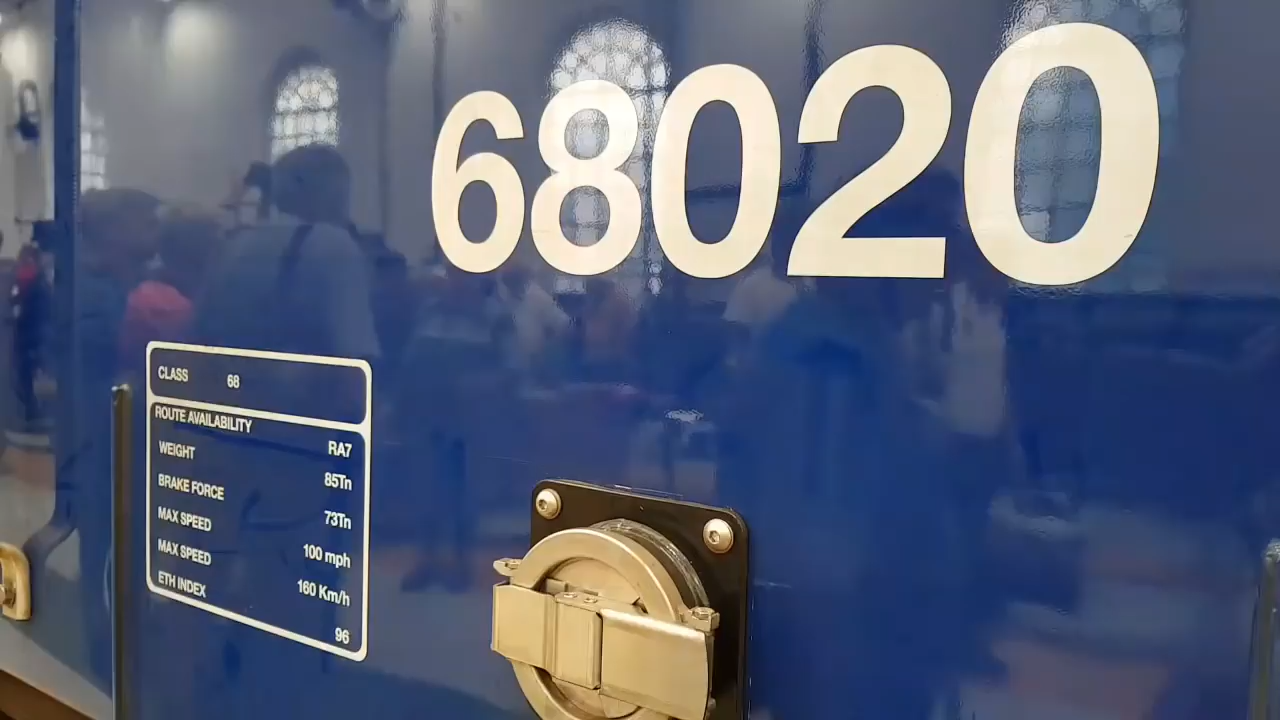 68020
CLASS 68
ROUTE AVAILABILITY RA7
WEIGHT 85Tn
BRAKE FORCE 73Tn
MAX SPEED 100 mph
MAX SPEED 160 Km/h
ETH INDEX 96